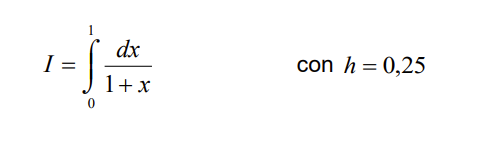 I = ∫₀¹ dx / (1 + x)    con h = 0,25